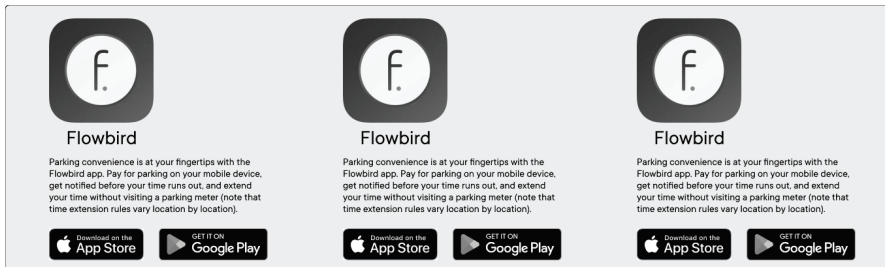 f.
Flowbird
Parking convenience is at your fingertips with the
Flowbird app. Pay for parking on your mobile device,
get notified before your time runs out, and extend
your time without visiting a parking meter (note that
time extension rules vary location by location).
Download on the
App Store
GET IT ON
Google Play
f.
Flowbird
Parking convenience is at your fingertips with the
Flowbird app. Pay for parking on your mobile device,
get notified before your time runs out, and extend
your time without visiting a parking meter (note that
time extension rules vary location by location).
Download on the
App Store
GET IT ON
Google Play
f.
Flowbird
Parking convenience is at your fingertips with the
Flowbird app. Pay for parking on your mobile device,
get notified before your time runs out, and extend
your time without visiting a parking meter (note that
time extension rules vary location by location).
Download on the
App Store
GET IT ON
Google Play